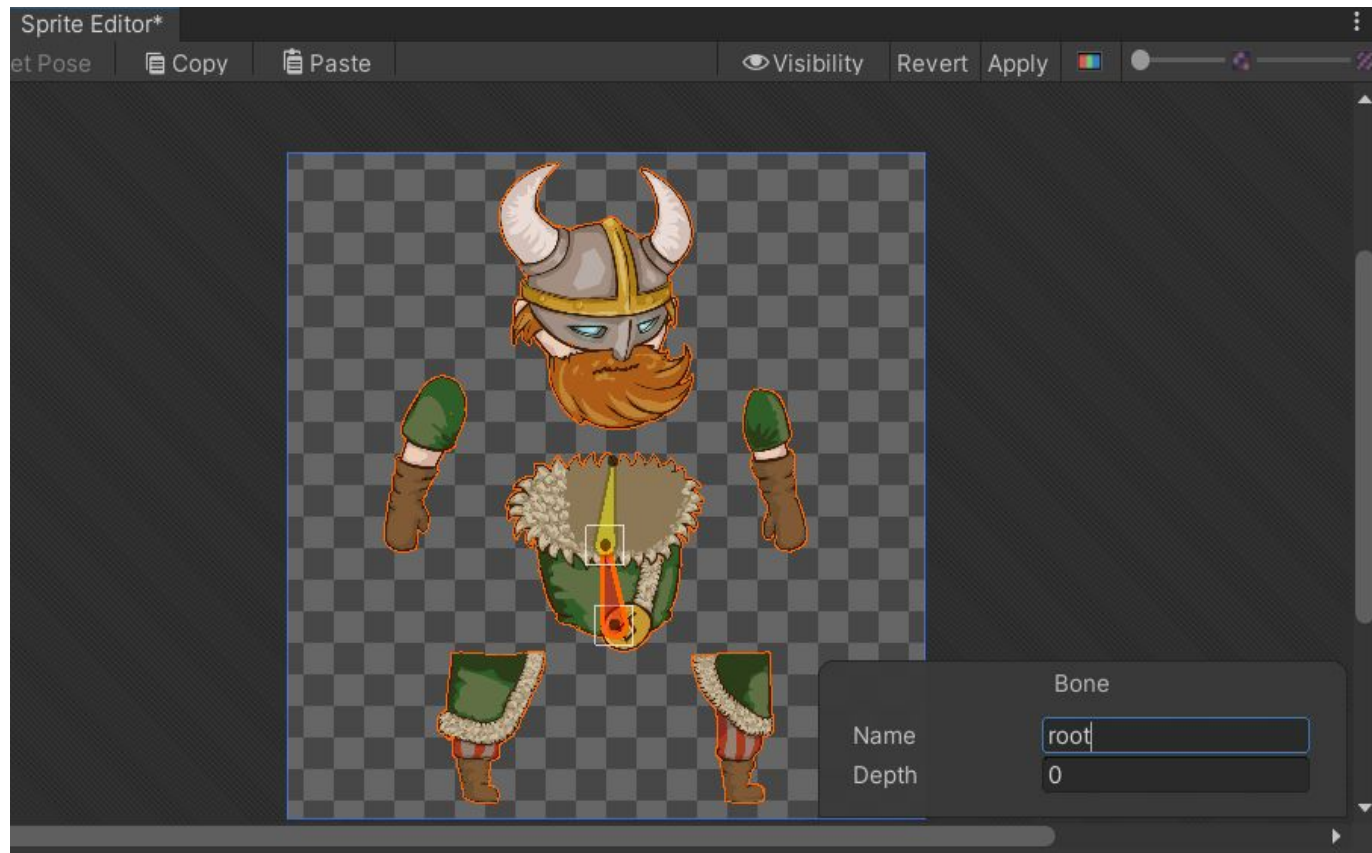 Sprite Editor*
et Pose Copy Paste Visibility Revert Apply
Bone
Name root
Depth 0